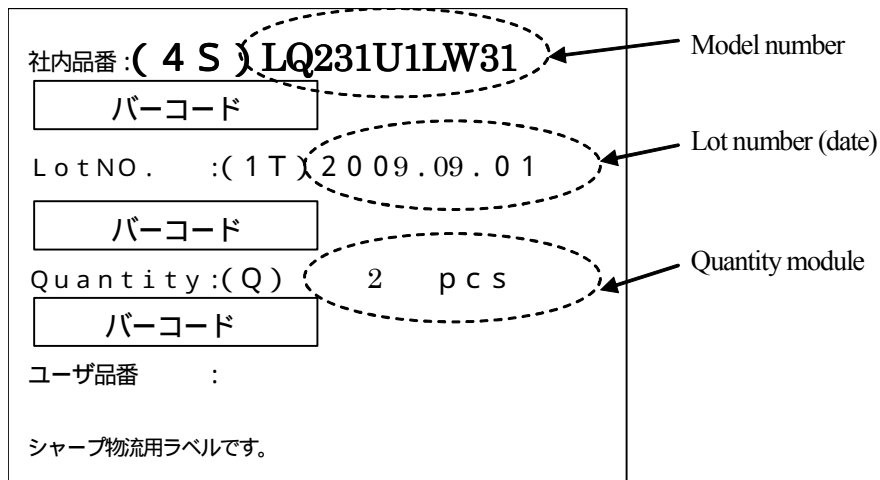 社内品番:(４Ｓ)LQ231U1LW31
Model number
バーコード
ＬｏｔNO. :(１Ｔ)２００9.09.０１
Lot number (date)
バーコード
Ｑｕａｎｔｉｔｙ:(Ｑ) 2 ｐｃｓ
Quantity module
バーコード
ユーザ品番 :
シャープ物流用ラベルです。